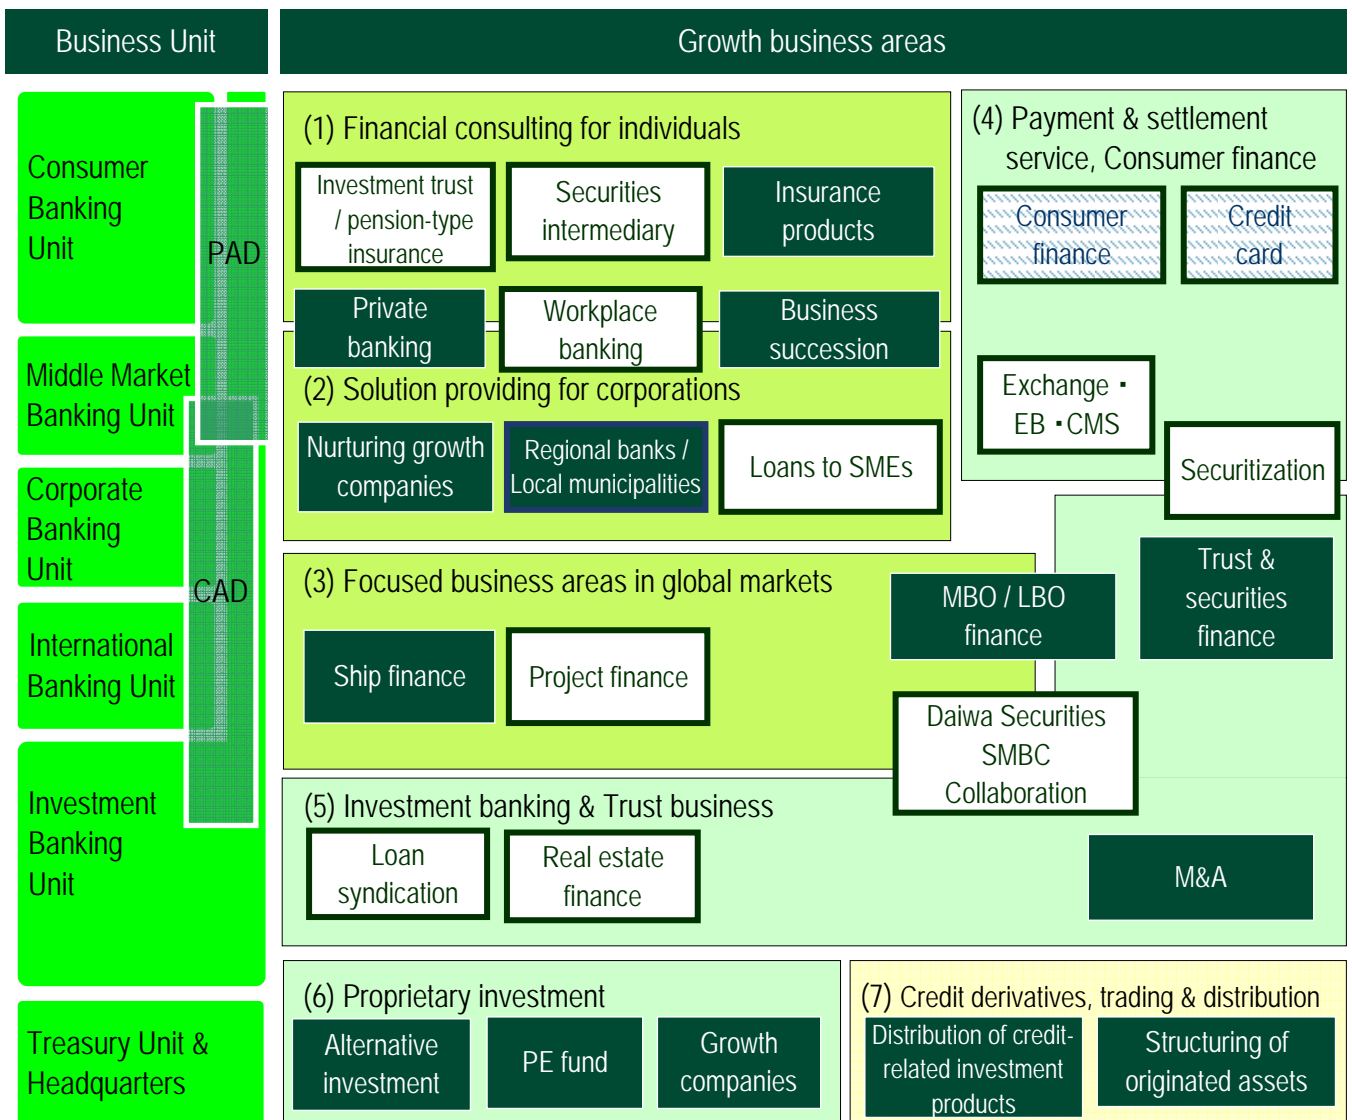 Business Unit
Growth business areas
Consumer
Banking
Unit
PAD
Middle Market
Banking Unit
Corporate
Banking
Unit
CAD
International
Banking Unit
Investment
Banking
Unit
Treasury Unit &
Headquarters
(1) Financial consulting for individuals
Investment trust
/ pension-type
insurance
Securities
intermediary
Insurance
products
Private
banking
Workplace
banking
Business
succession
(2) Solution providing for corporations
Nurturing growth
companies
Regional banks /
Local municipalities
Loans to SMEs
(3) Focused business areas in global markets
Ship finance
Project finance
MBO / LBO
finance
Daiwa Securities
SMBC
Collaboration
(4) Payment & settlement
service, Consumer finance
Consumer
finance
Credit
card
Exchange・
EB・CMS
Securitization
Trust &
securities
finance
(5) Investment banking & Trust business
Loan
syndication
Real estate
finance
M&A
(6) Proprietary investment
Alternative
investment
PE fund
Growth
companies
(7) Credit derivatives, trading & distribution
Distribution of credit-
related investment
products
Structuring of
originated assets